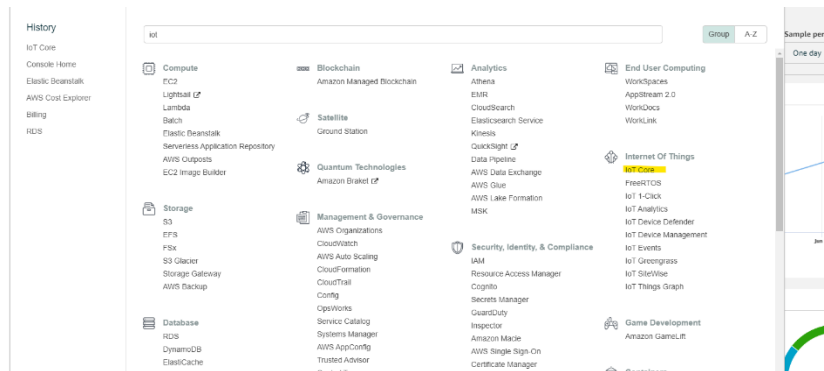 History
IoT Core
Console Home
Elastic Beanstalk
AWS Cost Explorer
Billing
RDS
iot
Group A-Z
Compute
EC2
Lightsail
Lambda
Batch
Elastic Beanstalk
Serverless Application Repository
AWS Outposts
EC2 Image Builder
Storage
S3
EFS
FSx
S3 Glacier
Storage Gateway
AWS Backup
Database
RDS
DynamoDB
ElastiCache
Blockchain
Amazon Managed Blockchain
Satellite
Ground Station
Quantum Technologies
Amazon Braket
Management & Governance
AWS Organizations
CloudWatch
AWS Auto Scaling
CloudFormation
CloudTrail
Config
OpsWorks
Service Catalog
Systems Manager
AWS AppConfig
Trusted Advisor
Analytics
Athena
EMR
CloudSearch
Elasticsearch Service
Kinesis
QuickSight
Data Pipeline
AWS Data Exchange
AWS Glue
AWS Lake Formation
MSK
Security, Identity, & Compliance
IAM
Resource Access Manager
Cognito
Secrets Manager
GuardDuty
Inspector
Amazon Macie
AWS Single Sign-On
Certificate Manager
End User Computing
WorkSpaces
AppStream 2.0
WorkDocs
WorkLink
Internet Of Things
IoT Core
FreeRTOS
IoT 1-Click
IoT Analytics
IoT Device Defender
IoT Device Management
IoT Events
IoT Greengrass
IoT SiteWise
IoT Things Graph
Game Development
Amazon GameLift
Sample per
One day